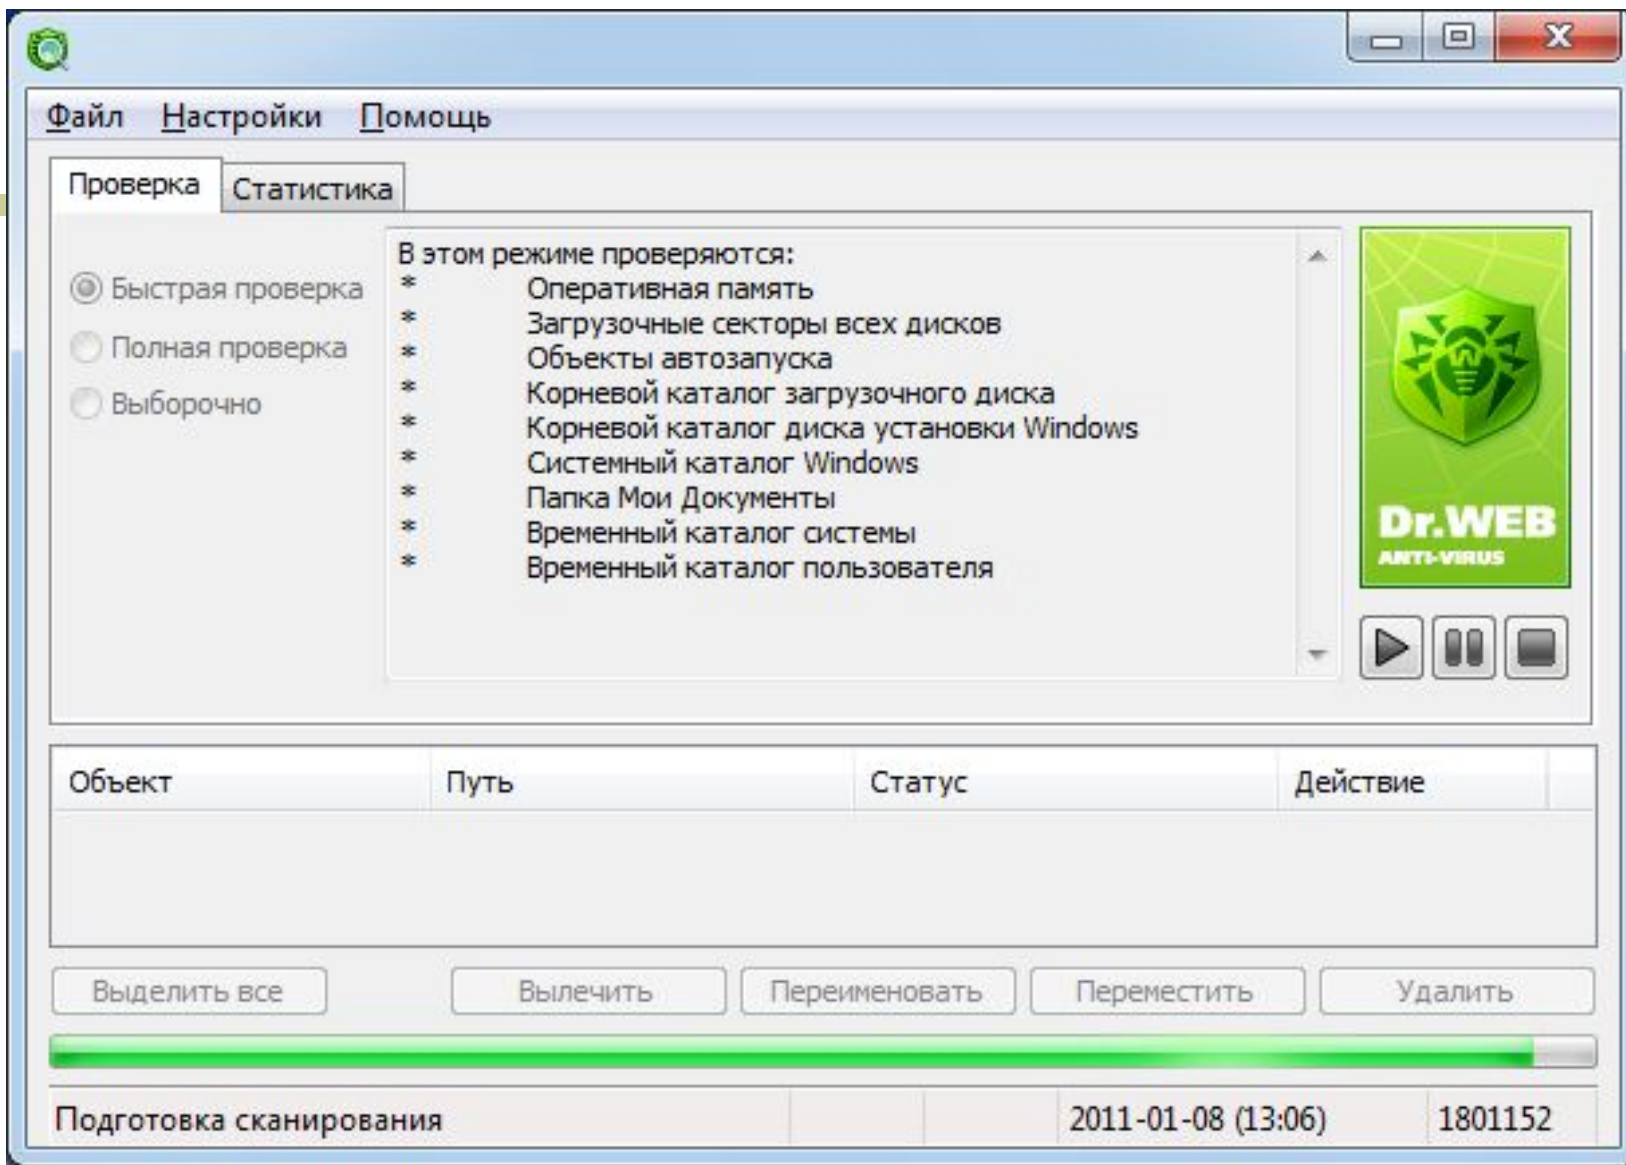 Файл Настройки Помощь
Проверка Статистика
Быстрая проверка
Полная проверка
Выборочно
В этом режиме проверяются:
* Оперативная память
* Загрузочные секторы всех дисков
* Объекты автозапуска
* Корневой каталог загрузочного диска
* Корневой каталог диска установки Windows
* Системный каталог Windows
* Папка Мои Документы
* Временный каталог системы
* Временный каталог пользователя
Dr.WEB
ANTI-VIRUS
Объект Путь Статус Действие
Выделить все Вылечить Переименовать Переместить Удалить
Подготовка сканирования 2011-01-08 (13:06) 1801152